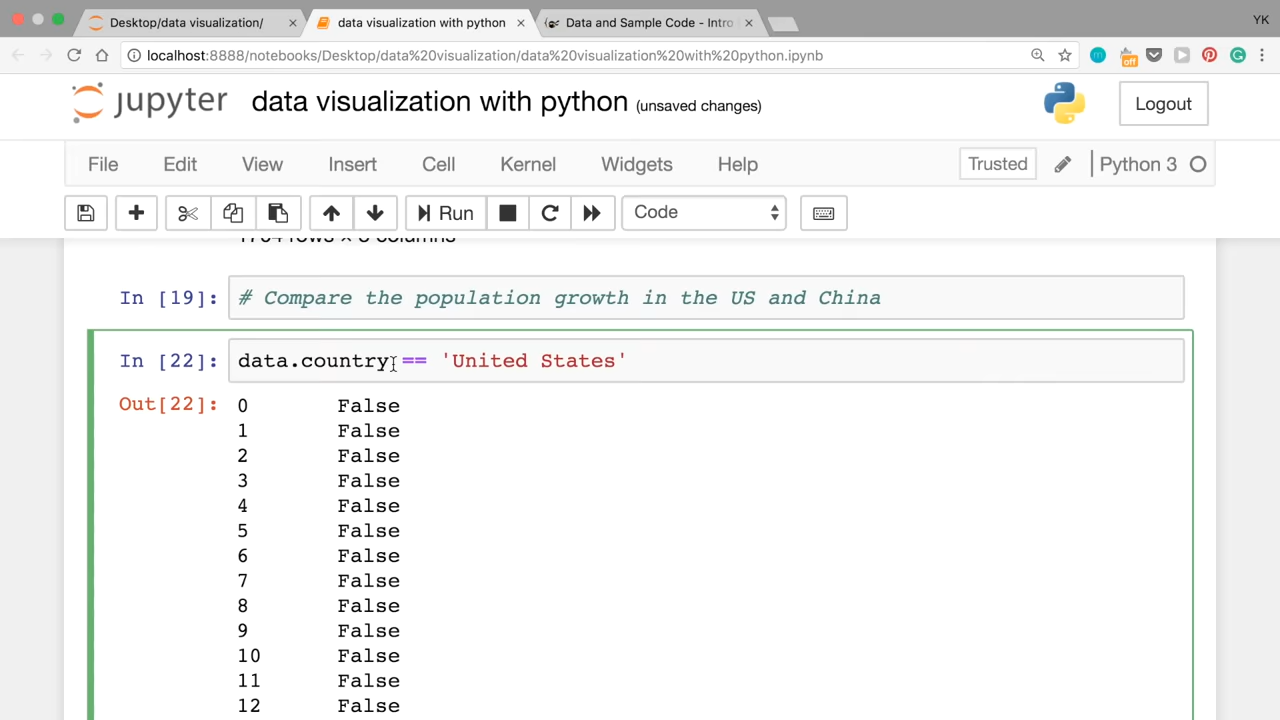 Desktop/data visualization/
data visualization with python
Data and Sample Code - Intro
YK
localhost:8888/notebooks/Desktop/data%20visualization/data%20visualization%20with%20python.ipynb
off
jupyter data visualization with python (unsaved changes)
Logout
File Edit View Insert Cell Kernel Widgets Help
Trusted
Python 3
Run
Code
In [19]: # Compare the population growth in the US and China
In [22]: data.country == 'United States'
Out[22]: 0 False
1 False
2 False
3 False
4 False
5 False
6 False
7 False
8 False
9 False
10 False
11 False
12 False